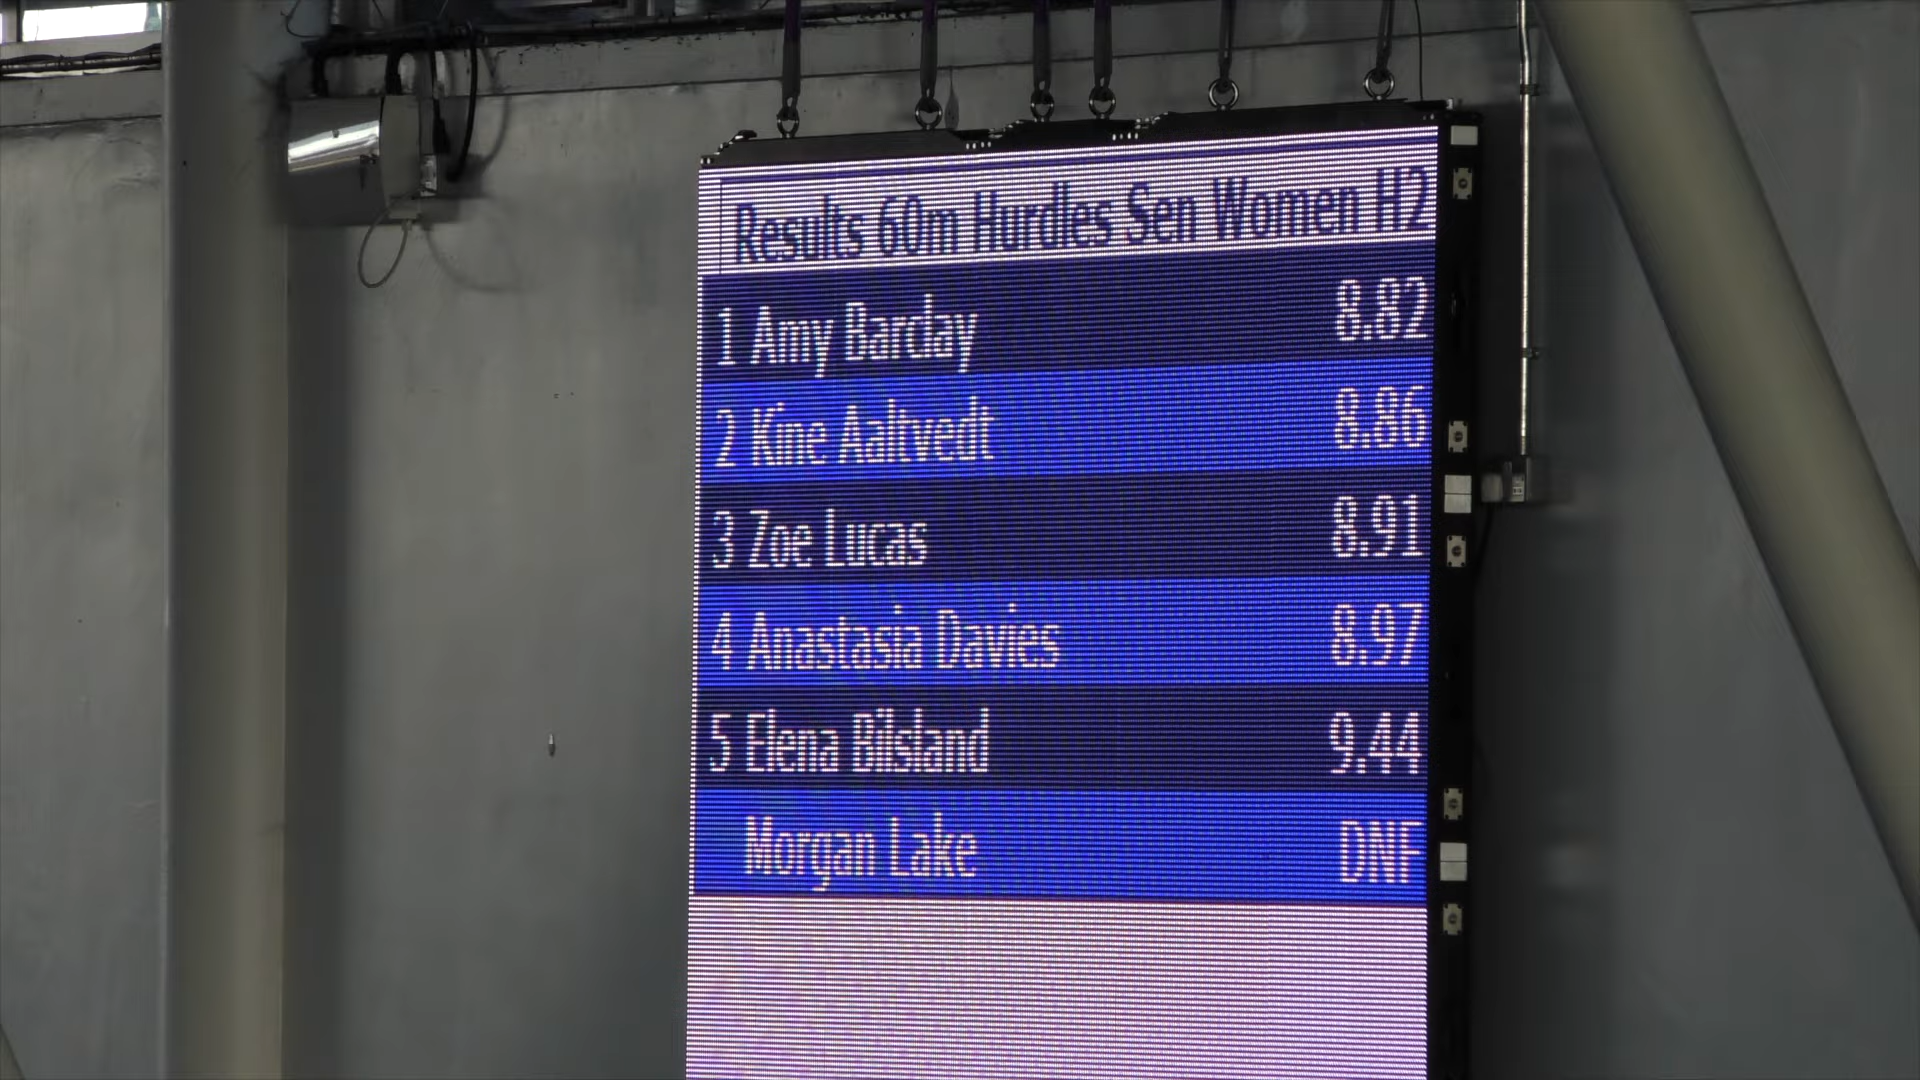 Results 60m Hurdles Sen Women H2
1 Amy Barclay 8.82
2 Kine Aaltvedt 8.86
3 Zoe Lucas 8.91
4 Anastasia Davies 8.97
5 Elena Bilsland 9.44
Morgan Lake DNF